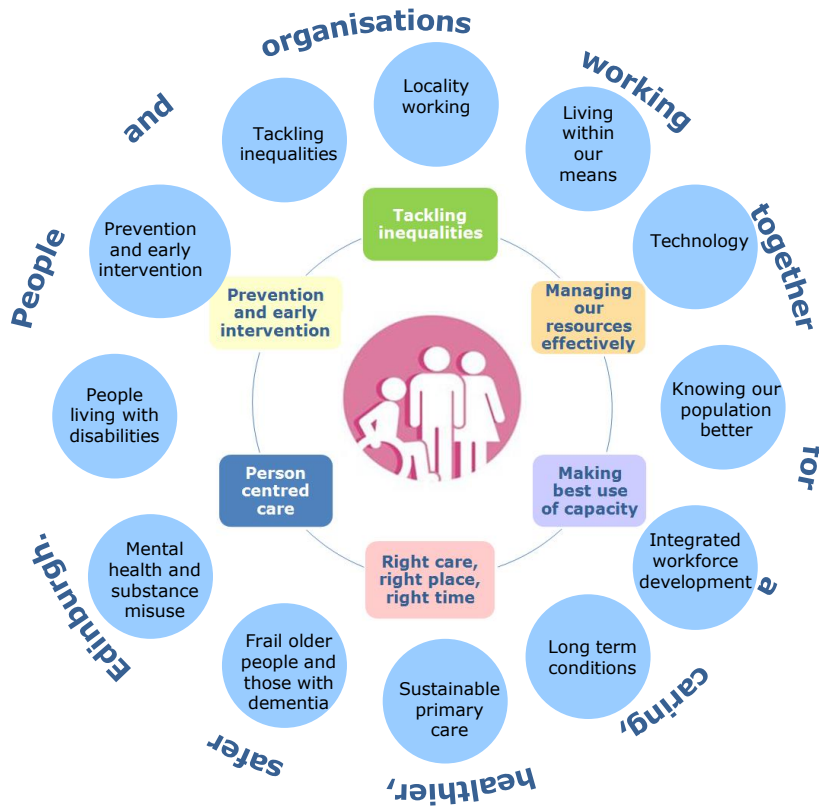 People
and
organisations
working
together
for
a
caring,
healthier,
safer
Edinburgh.
Locality
working
Living
within
our
means
Technology
Knowing our
population
better
Integrated
workforce
development
Long term
conditions
Sustainable
primary
care
Frail older
people and
those with
dementia
Mental
health and
substance
misuse
People
living with
disabilities
Prevention
and early
intervention
Tackling
inequalities
Tackling
inequalities
Managing
our
resources
effectively
Making
best use
of capacity
Right care,
right place,
right time
Person
centred
care
Prevention
and early
intervention